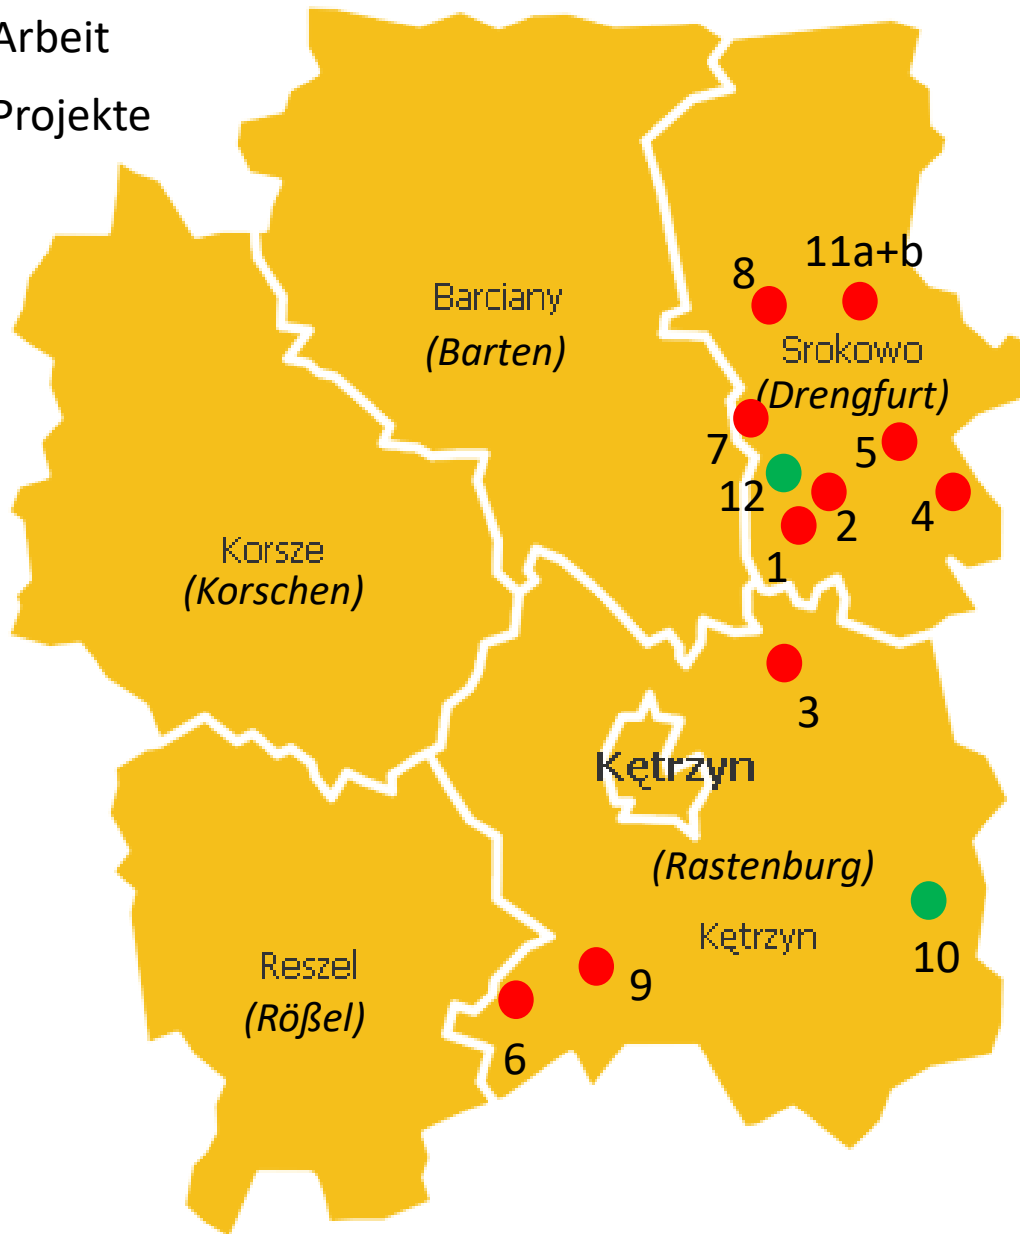 Arbeit
Projekte
11a+b
8
Barciany
(Barten)
Srokowo
(Drengfurt)
7
5
12
2
4
1
Korsze
(Korschen)
3
Kętrzyn
(Rastenburg)
Kętrzyn
10
Reszel
(Rößel)
9
6